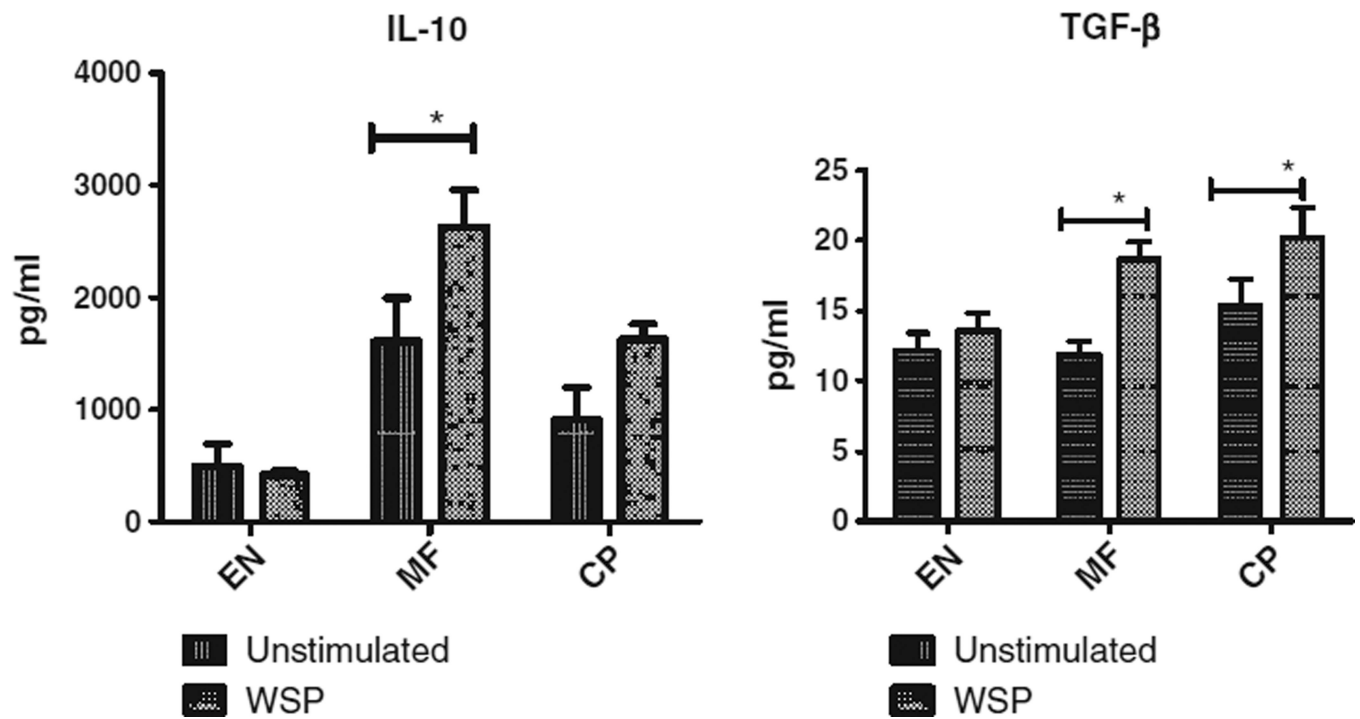 IL-10
4000
3000
2000
1000
0
pg/ml
*
EN
MF
CP
Unstimulated
WSP
TGF-β
25
20
15
10
5
0
pg/ml
*
*
EN
MF
CP
Unstimulated
WSP